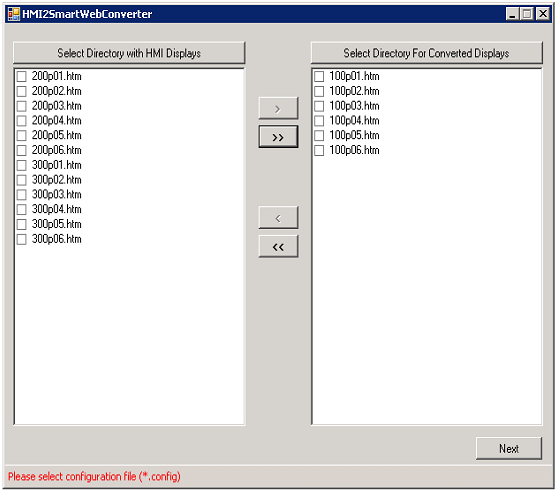 HMI2SmartWebConverter
Select Directory with HMI Displays
200p01.htm
200p02.htm
200p03.htm
200p04.htm
200p05.htm
200p06.htm
300p01.htm
300p02.htm
300p03.htm
300p04.htm
300p05.htm
300p06.htm
>
>>
<
<<
Select Directory For Converted Displays
100p01.htm
100p02.htm
100p03.htm
100p04.htm
100p05.htm
100p06.htm
Next
Please select configuration file (*.config)